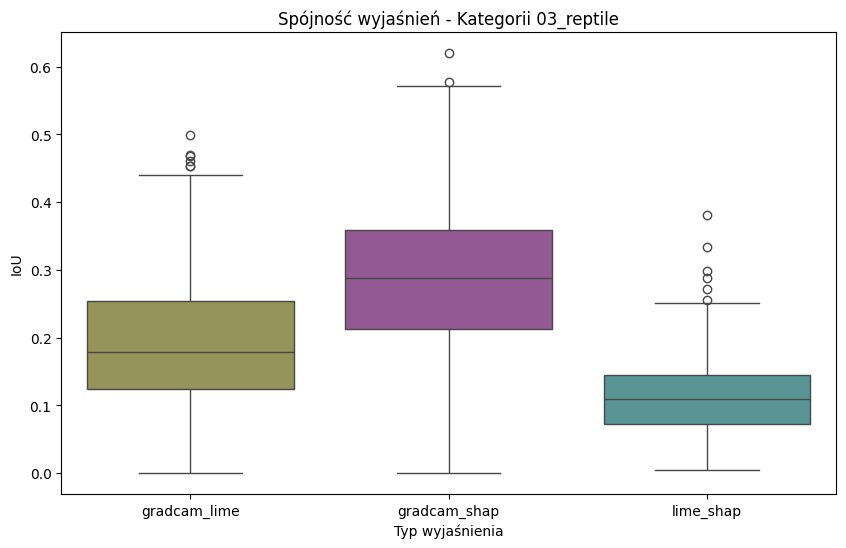 Spójność wyjaśnień - Kategorii 03_reptile
IoU
0.6
0.5
0.4
0.3
0.2
0.1
0.0
gradcam_lime
gradcam_shap
lime_shap
Typ wyjaśnienia